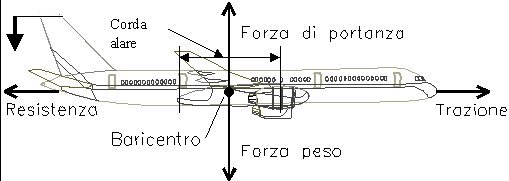 Corda
alare
Forza di portanza
Resistenza
Trazione
Baricentro
Forza peso